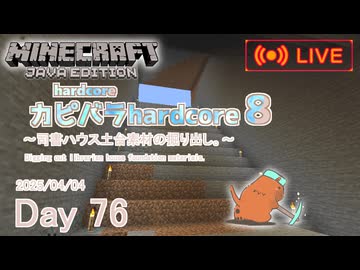 MINECRAFT
JAVA EDITION
LIVE
hardcore
カピバラhardcore 8
～司書ハウス土台素材の掘り出し。～
Digging out librarian house foundation materials.
2025/04/04
Day 76